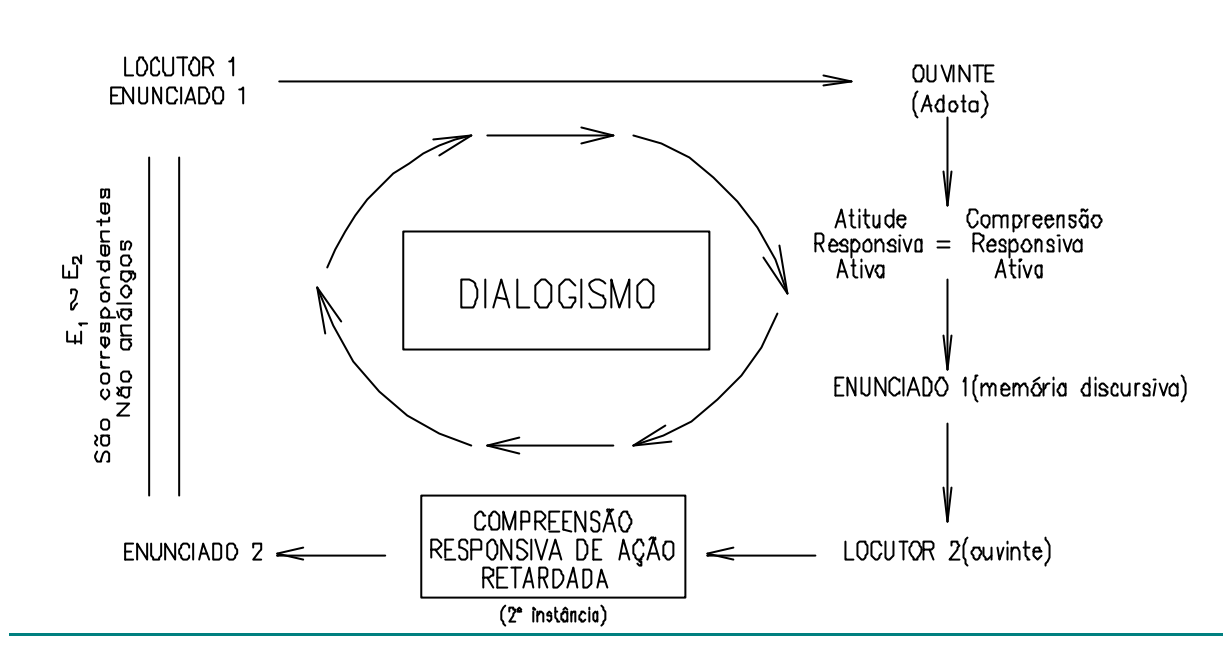 LOCUTOR 1
ENUNCIADO 1
OUVINTE
(Adota)
Atitude
Responsiva
Ativa
=
Compreensão
Responsiva
Ativa
DIALOGISMO
E₁ ~ E₂
São correspondentes
Não análogos
ENUNCIADO 1(memória discursiva)
LOCUTOR 2(ouvinte)
COMPREENSÃO
RESPONSIVA DE AÇÃO
RETARDADA
(2ª instância)
ENUNCIADO 2